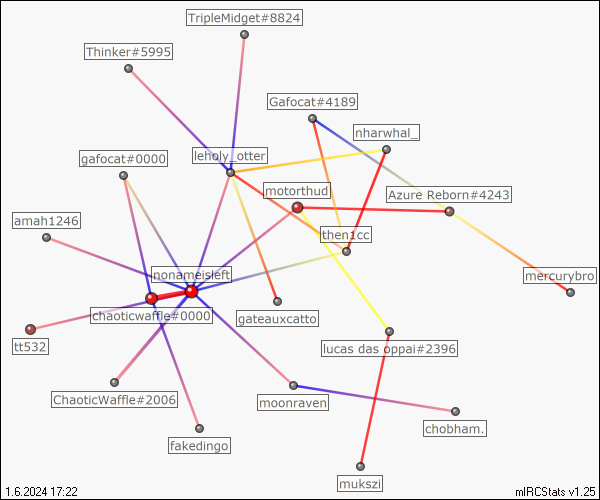 TripleMidget#8824
Thinker#5995
Gafocat#4189
nharwhal_
gafocat#0000
leholy_otter
motorthud
Azure Reborn#4243
amah1246
then1cc
nonameisleft
mercurybro
chaoticwaffle#0000
gateauxcatto
tt532
lucas das oppai#2396
ChaoticWaffle#2006
moonraven
chobham.
fakedingo
mukszi
1.6.2024 17:22
mIRCStats v1.25